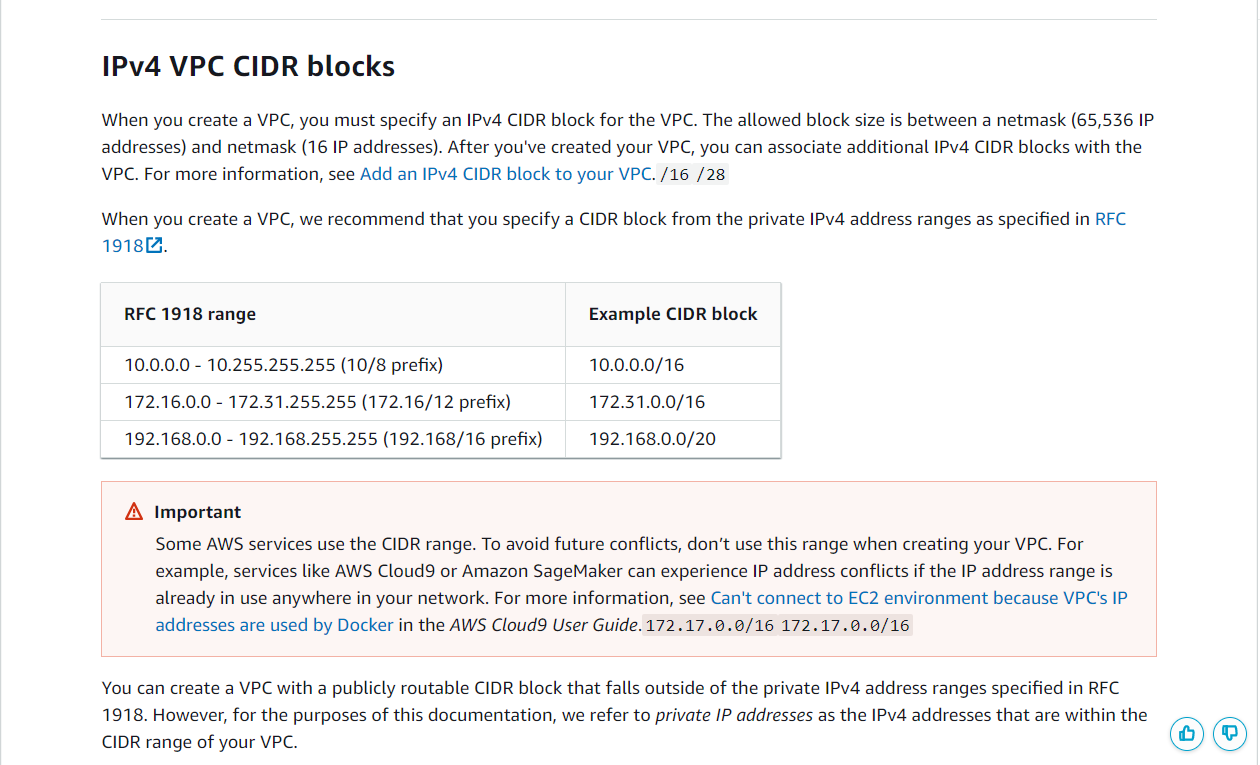 IPv4 VPC CIDR blocks
When you create a VPC, you must specify an IPv4 CIDR block for the VPC. The allowed block size is between a netmask (65,536 IP
addresses) and netmask (16 IP addresses). After you've created your VPC, you can associate additional IPv4 CIDR blocks with the
VPC. For more information, see Add an IPv4 CIDR block to your VPC. /16 /28
When you create a VPC, we recommend that you specify a CIDR block from the private IPv4 address ranges as specified in RFC
1918.
RFC 1918 range Example CIDR block
10.0.0.0 - 10.255.255.255 (10/8 prefix) 10.0.0.0/16
172.16.0.0 - 172.31.255.255 (172.16/12 prefix) 172.31.0.0/16
192.168.0.0 - 192.168.255.255 (192.168/16 prefix) 192.168.0.0/20
Important
Some AWS services use the CIDR range. To avoid future conflicts, don’t use this range when creating your VPC. For
example, services like AWS Cloud9 or Amazon SageMaker can experience IP address conflicts if the IP address range is
already in use anywhere in your network. For more information, see Can't connect to EC2 environment because VPC's IP
addresses are used by Docker in the AWS Cloud9 User Guide. 172.17.0.0/16 172.17.0.0/16
You can create a VPC with a publicly routable CIDR block that falls outside of the private IPv4 address ranges specified in RFC
1918. However, for the purposes of this documentation, we refer to private IP addresses as the IPv4 addresses that are within the
CIDR range of your VPC.